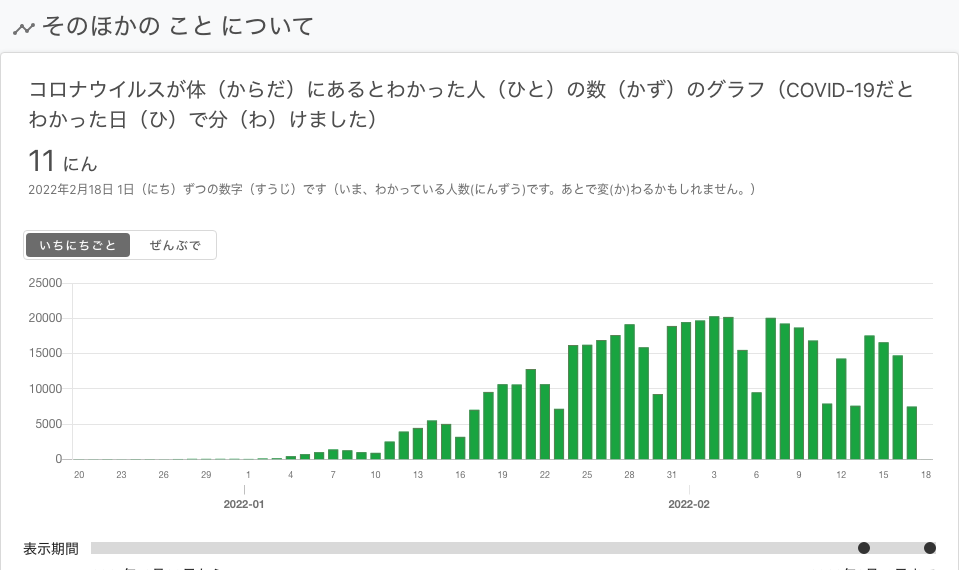 そのほかの こと について
コロナウイルスが体（からだ）にあるとわかった人（ひと）の数（かず）のグラフ（COVID-19だと
わかった日（ひ）で分（わ）けました）
11 にん
2022年2月18日 1日（にち）ずつの数字（すうじ）です（いま、わかっている人数(にんずう)です。あとで変(か)わるかもしれません。）
いちにちごと ぜんぶで
25000
20000
15000
10000
5000
0
20 23 26 29 1 4 7 10 13 16 19 22 25 28 31 3 6 9 12 15 18
2022-01 2022-02
表示期間